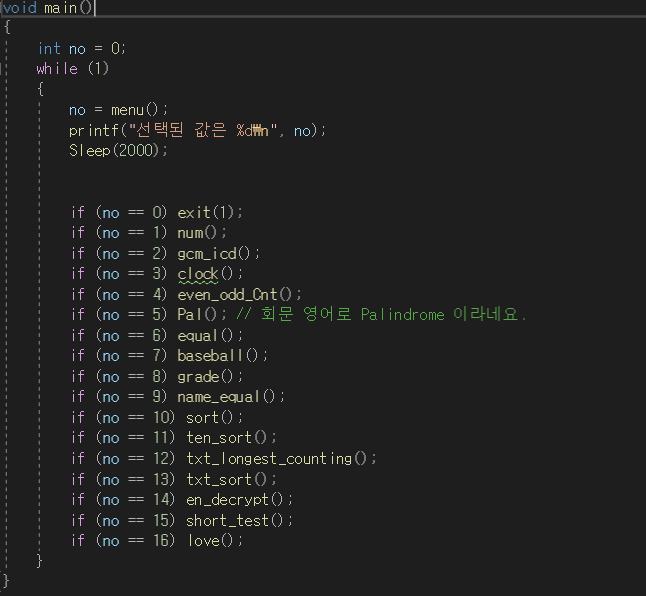 void main()
{
    int no = 0;
    while (1)
    {
        no = menu();
        printf("선택된 값은 %d₩n", no);
        Sleep(2000);
        if (no == 0) exit(1);
        if (no == 1) num();
        if (no == 2) gcm_icd();
        if (no == 3) clock();
        if (no == 4) even_odd_Cnt();
        if (no == 5) Pal(); // 회문 영어로 Palindrome 이라네요.
        if (no == 6) equal();
        if (no == 7) baseball();
        if (no == 8) grade();
        if (no == 9) name_equal();
        if (no == 10) sort();
        if (no == 11) ten_sort();
        if (no == 12) txt_longest_counting();
        if (no == 13) txt_sort();
        if (no == 14) en_decrypt();
        if (no == 15) short_test();
        if (no == 16) love();
    }
}